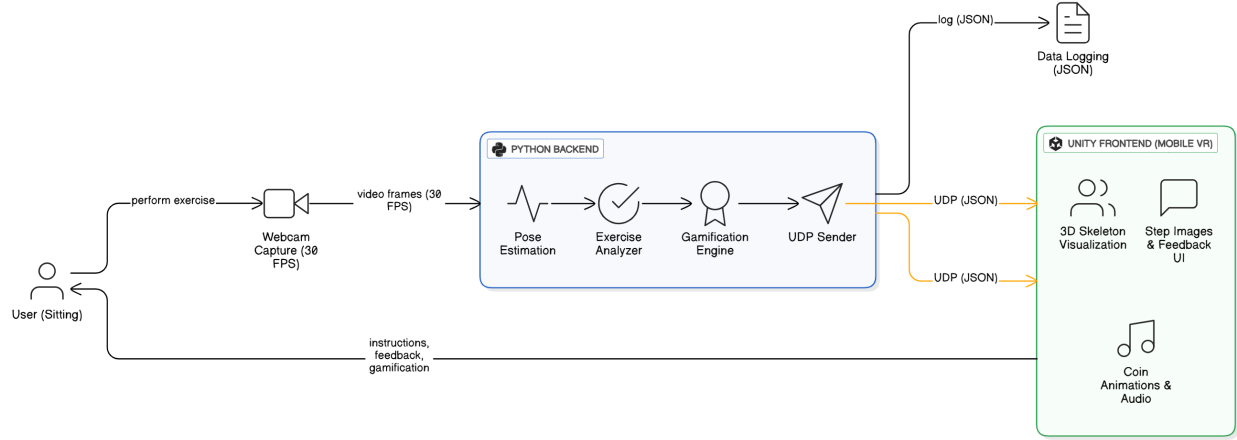 log (JSON)
Data Logging
(JSON)
PYTHON BACKEND
UNITY FRONTEND (MOBILE VR)
perform exercise
video frames (30
FPS)
UDP (JSON)
Webcam
Capture (30
FPS)
Pose
Estimation
Exercise
Analyzer
Gamification
Engine
UDP Sender
3D Skeleton
Visualization
Step Images
& Feedback
UI
UDP (JSON)
User (Sitting)
instructions,
feedback,
gamification
Coin
Animations &
Audio